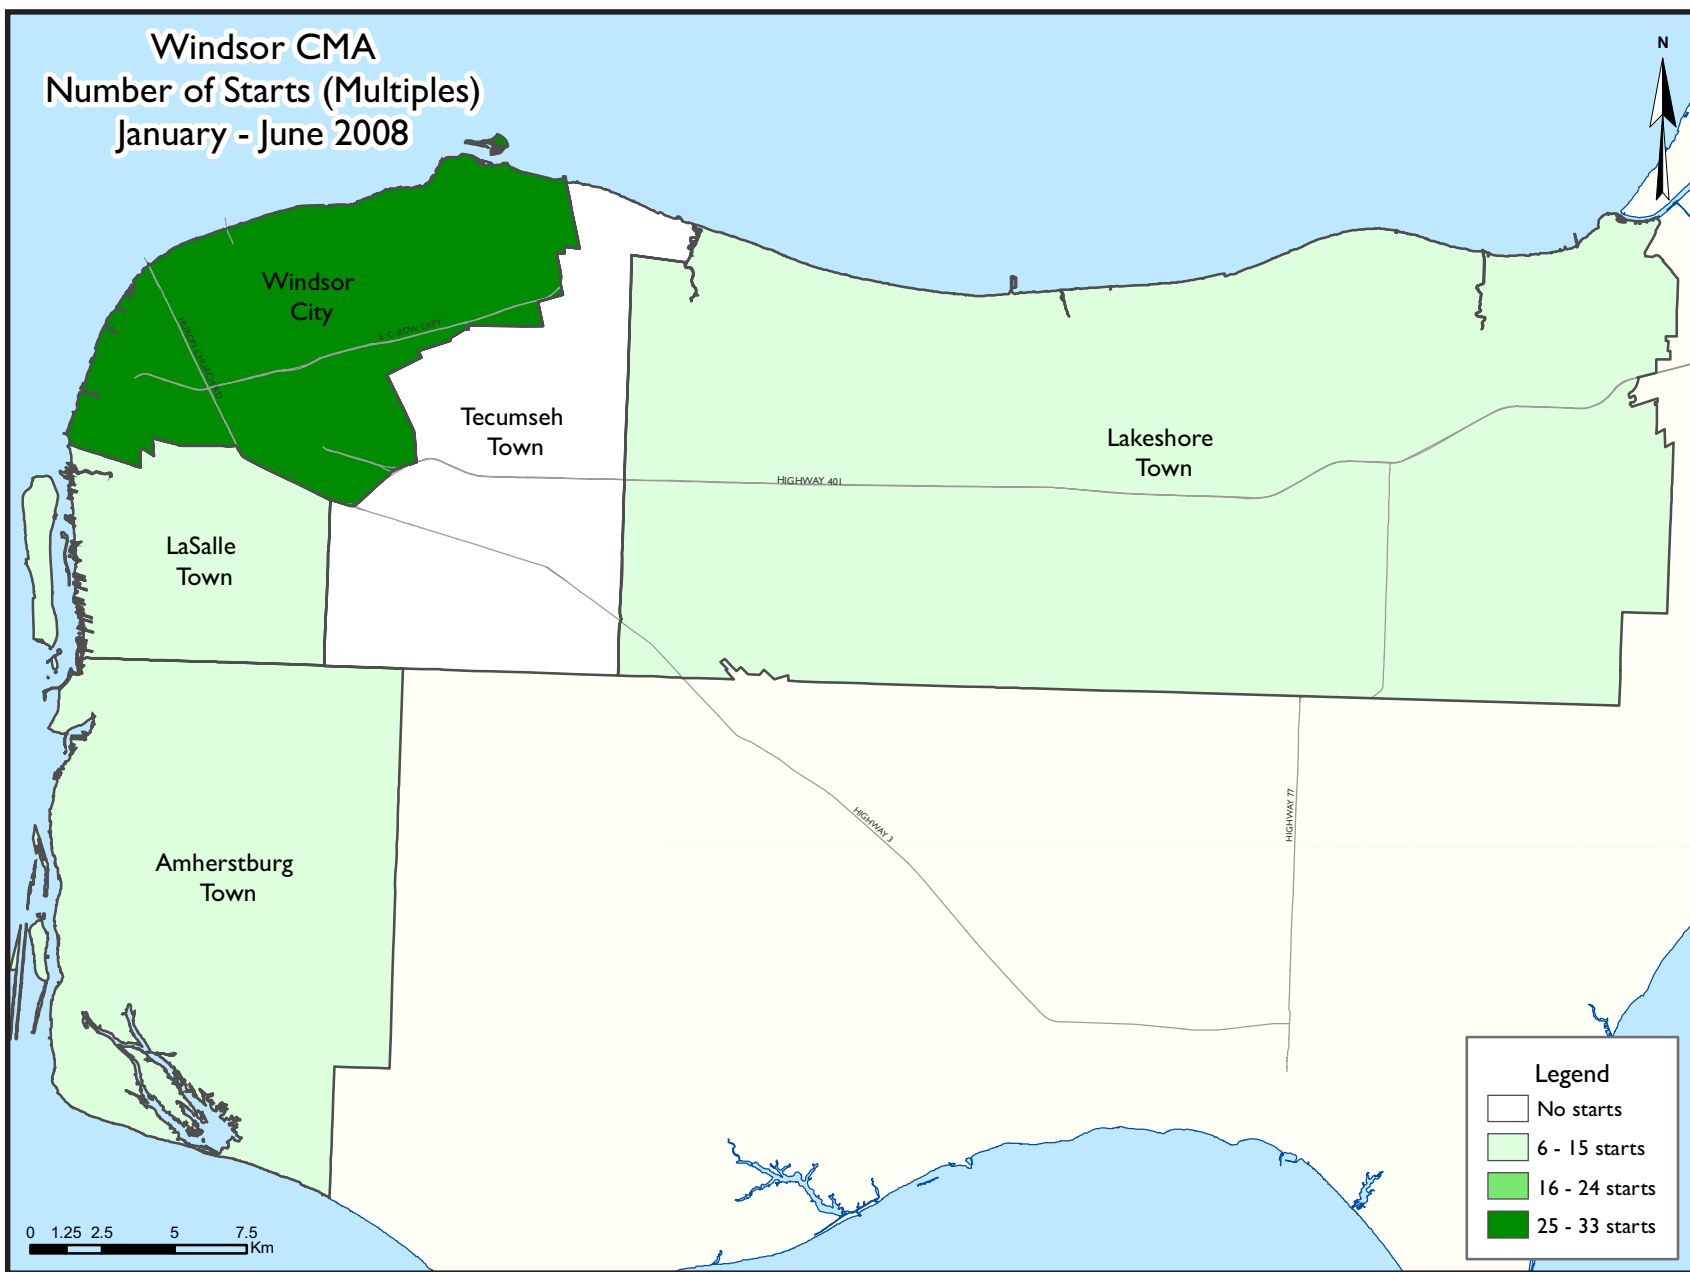 Windsor CMA
Number of Starts (Multiples)
January - June 2008
N
Windsor
City
E. C. ROW EXPY
Tecumseh
Town
Lakeshore
Town
HIGHWAY 401
LaSalle
Town
HIGHWAY 77
HIGHWAY 3
Amherstburg
Town
Legend
No starts
6 - 15 starts
16 - 24 starts
25 - 33 starts
0 1.25 2.5 5 7.5
Km